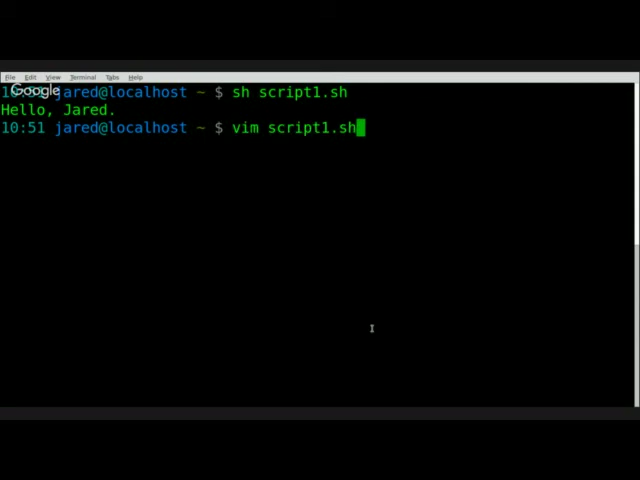 File Edit View Terminal Tabs Help
Google
jared@localhost ~ $ sh script1.sh
Hello, Jared.
10:51 jared@localhost ~ $ vim script1.sh